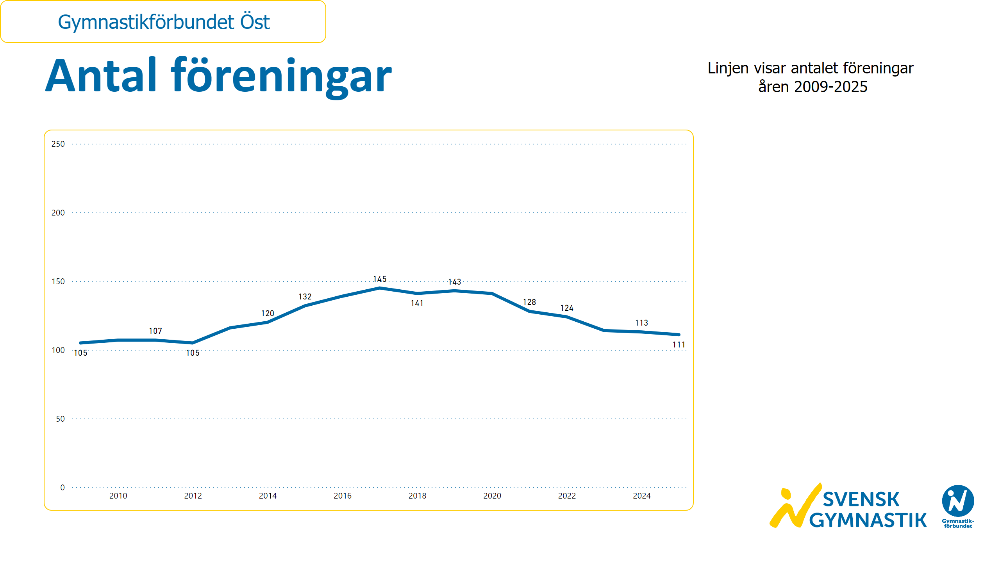 Gymnastikförbundet Öst
Antal föreningar
Linjen visar antalet föreningar
åren 2009-2025
250
200
150
100
50
0
105
107
105
120
132
145
141
143
128
124
113
111
2010 2012 2014 2016 2018 2020 2022 2024
SVENSK
GYMNASTIK
Gymnastik-
förbundet